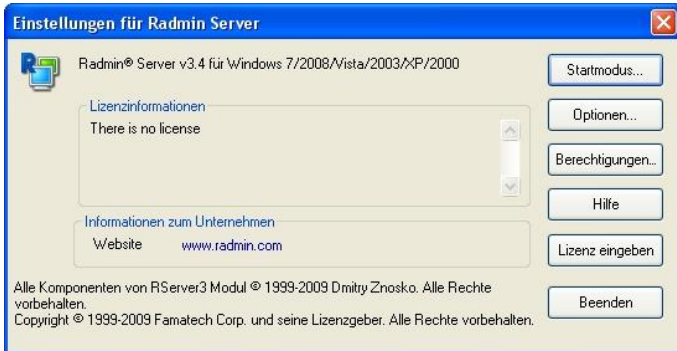 Einstellungen für Radmin Server
Radmin® Server v3.4 für Windows 7/2008/Vista/2003/XP/2000
Startmodus...
Lizenzinformationen
There is no license
Optionen...
Berechtigungen...
Hilfe
Informationen zum Unternehmen
Website www.radmin.com
Lizenz eingeben
Alle Komponenten von RServer3 Modul © 1999-2009 Dmitry Znosko. Alle Rechte
vorbehalten.
Copyright © 1999-2009 Famatech Corp. und seine Lizenzgeber. Alle Rechte vorbehalten.
Beenden